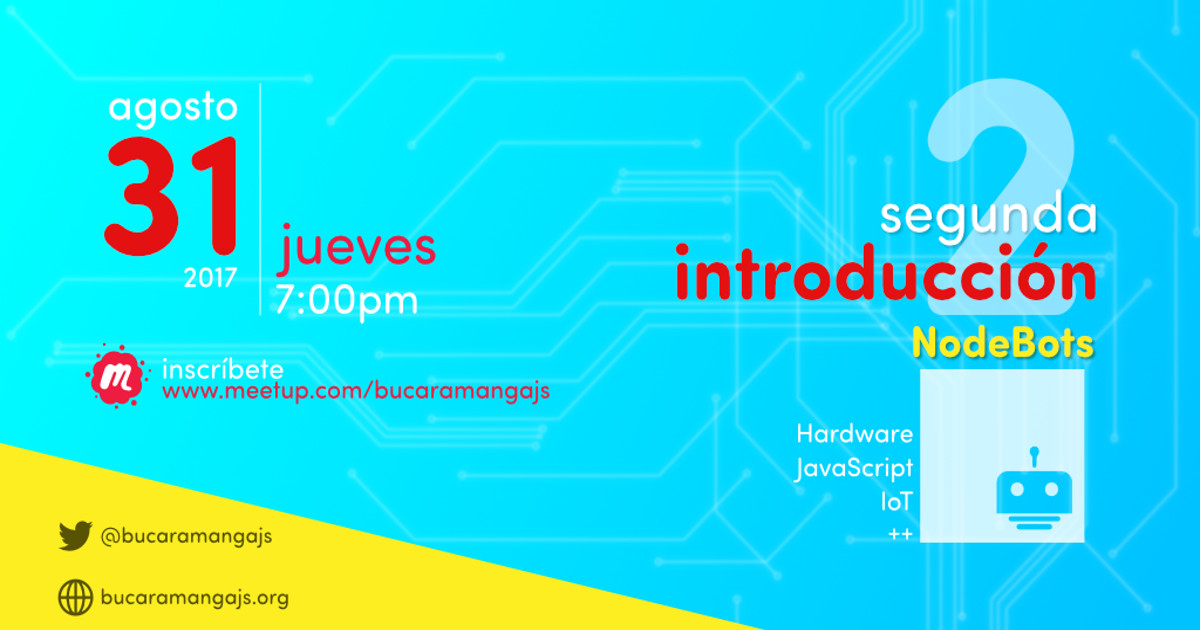 agosto
31
2017
jueves
7:00pm
inscríbete
www.meetup.com/bucaramangajs
@bucaramangajs
bucaramangajs.org
2
segunda
introducción
NodeBots
Hardware
JavaScript
IoT
++